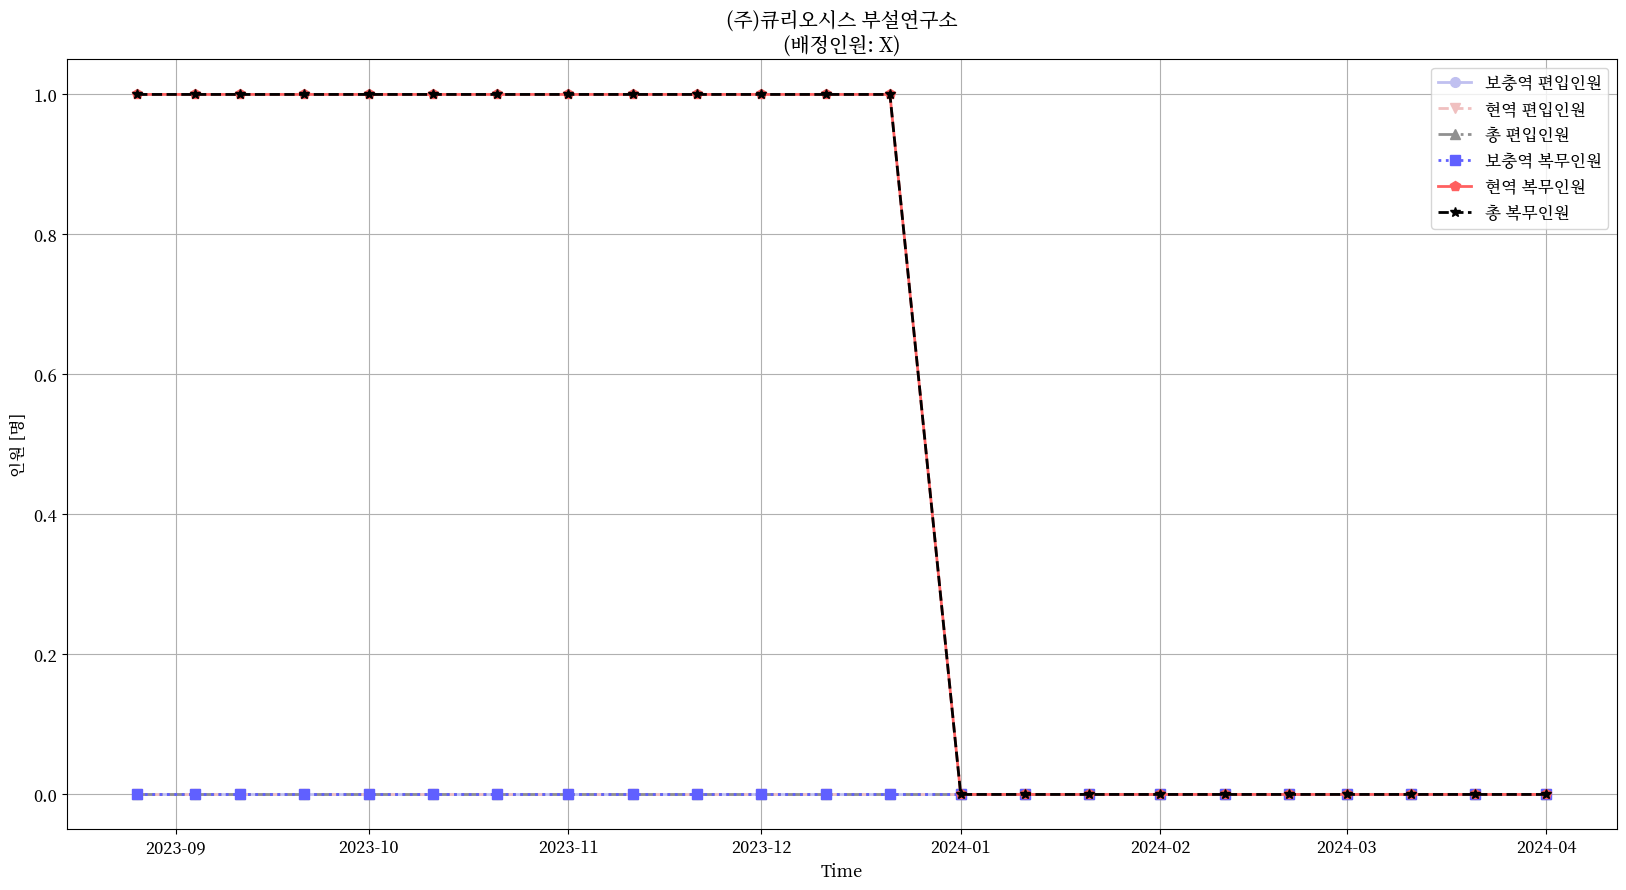 (주)큐리오시스 부설연구소
(배정인원: X)
보충역 편입인원
현역 편입인원
총 편입인원
보충역 복무인원
현역 복무인원
총 복무인원
인원 [명]
1.0
0.8
0.6
0.4
0.2
0.0
2023-09
2023-10
2023-11
2023-12
2024-01
2024-02
2024-03
2024-04
Time